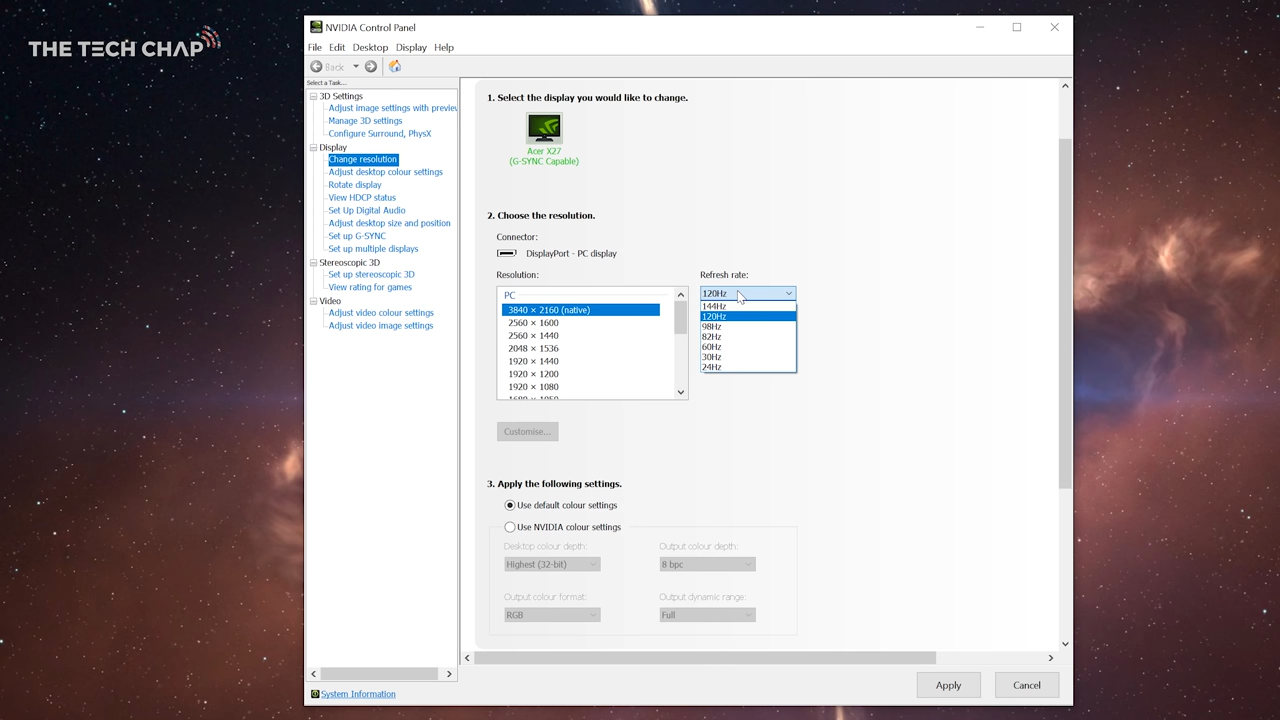 THE TECH CHAP
NVIDIA Control Panel
File Edit Desktop Display Help
Back
Select a Task...
3D Settings
Adjust image settings with preview
Manage 3D settings
Configure Surround, PhysX
Display
Change resolution
Adjust desktop colour settings
Rotate display
View HDCP status
Set Up Digital Audio
Adjust desktop size and position
Set up G-SYNC
Set up multiple displays
Stereoscopic 3D
Set up stereoscopic 3D
View rating for games
Video
Adjust video colour settings
Adjust video image settings
System Information
1. Select the display you would like to change.
Acer X27
(G-SYNC Capable)
2. Choose the resolution.
Connector:
DisplayPort - PC display
Resolution:
PC
3840 × 2160 (native)
2560 × 1600
2560 × 1440
2048 × 1536
1920 × 1440
1920 × 1200
1920 × 1080
1680 × 1050
Refresh rate:
120Hz
144Hz
120Hz
98Hz
82Hz
60Hz
30Hz
24Hz
Customise...
3. Apply the following settings.
Use default colour settings
Use NVIDIA colour settings
Desktop colour depth: Output colour depth:
Highest (32-bit) 8 bpc
Output colour format: Output dynamic range:
RGB Full
Apply Cancel